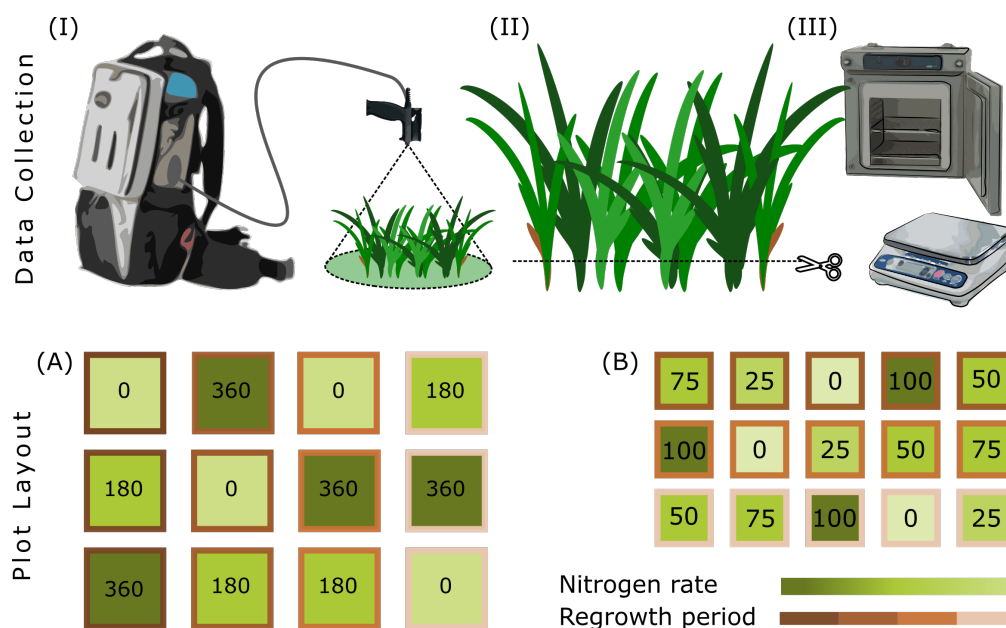 (I)
(II)
(III)
Data Collection
(A)
0 360 0 180
180 0 360 360
360 180 180 0
Plot Layout
(B)
75 25 0 100 50
100 0 25 50 75
50 75 100 0 25
Nitrogen rate
Regrowth period